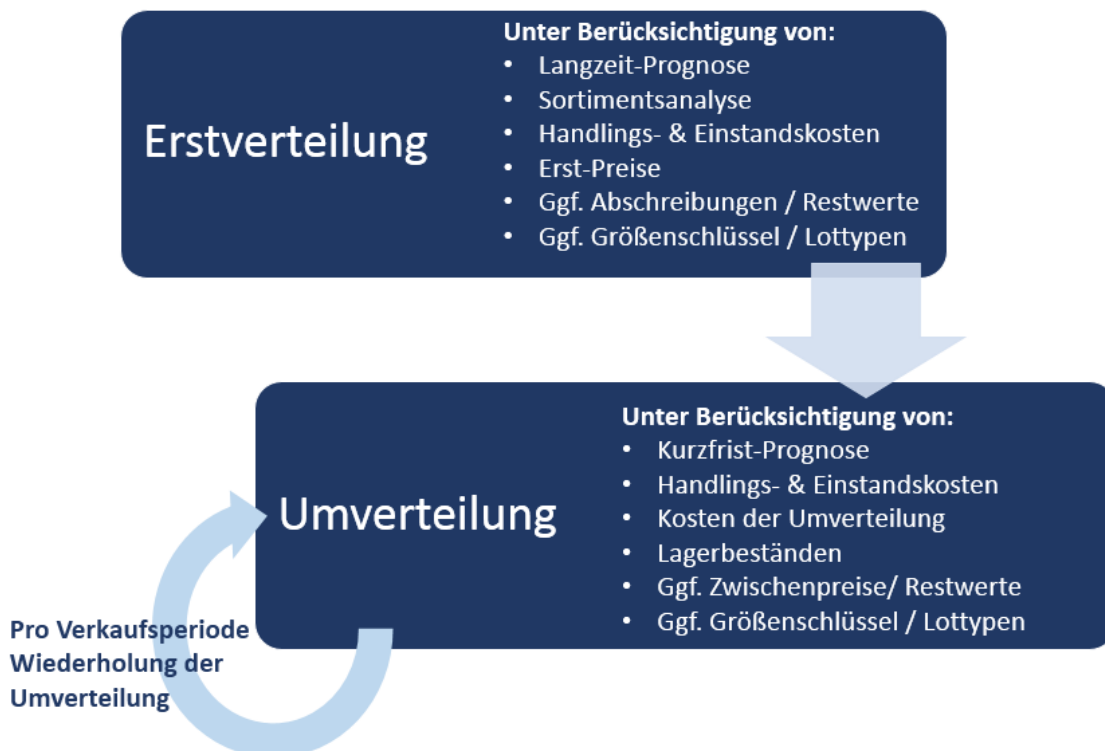 Erstverteilung
Unter Berücksichtigung von:
• Langzeit-Prognose
• Sortimentsanalyse
• Handlings- & Einstandskosten
• Erst-Preise
• Ggf. Abschreibungen / Restwerte
• Ggf. Größenschlüssel / Lottypen
Umverteilung
Unter Berücksichtigung von:
• Kurzfrist-Prognose
• Handlings- & Einstandskosten
• Kosten der Umverteilung
• Lagerbeständen
• Ggf. Zwischenpreise/ Restwerte
• Ggf. Größenschlüssel / Lottypen
Pro Verkaufsperiode
Wiederholung der
Umverteilung